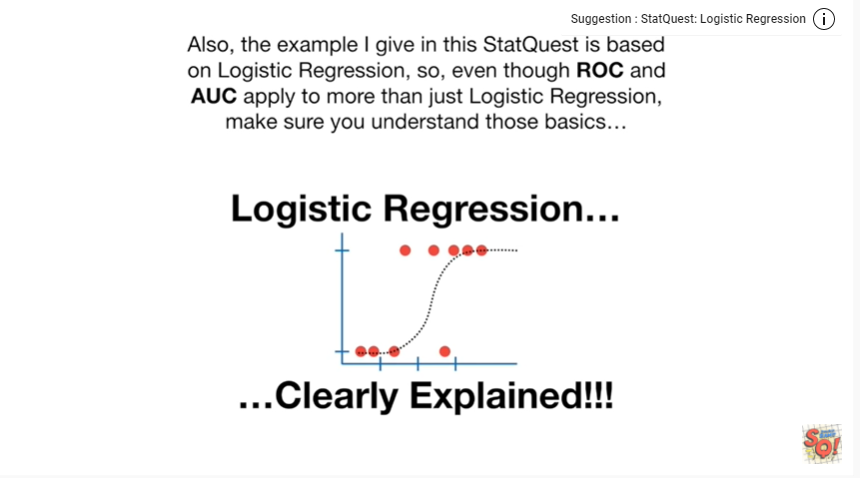 Suggestion : StatQuest: Logistic Regression
Also, the example I give in this StatQuest is based
on Logistic Regression, so, even though ROC and
AUC apply to more than just Logistic Regression,
make sure you understand those basics…
Logistic Regression…
…Clearly Explained!!!
SQ!